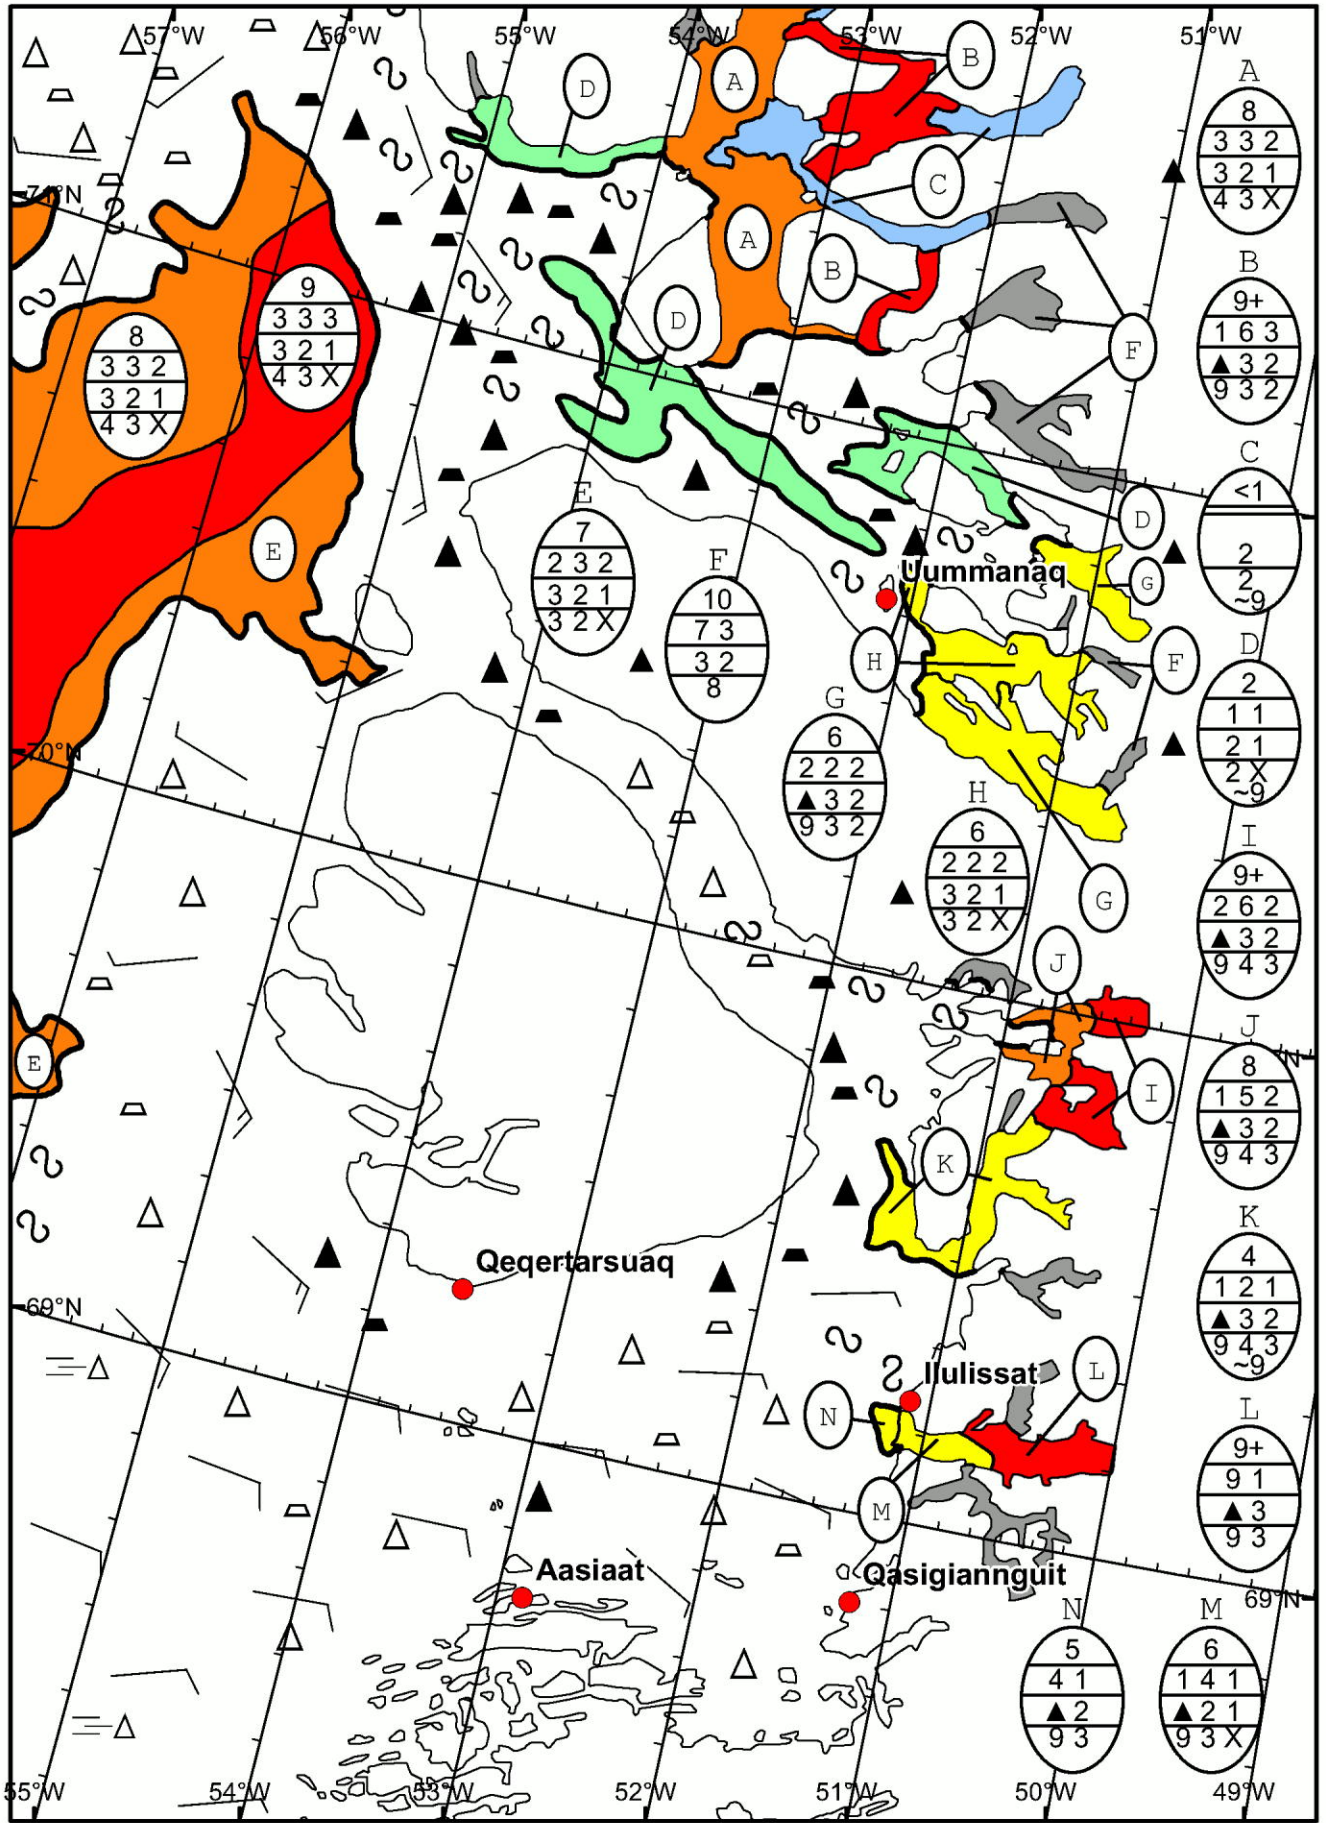 57°W 56°W 55°W 54°W 53°W 52°W 51°W
71°N
A
8
3 3 2
3 2 1
4 3 X
B
9+
1 6 3
▲ 3 2
9 3 2
C
<1
2
2
~9
D
2
1 1
2 1
2 X
~9
I
9+
2 6 2
▲ 3 2
9 4 3
J
8
1 5 2
▲ 3 2
9 4 3
K
4
1 2 1
▲ 3 2
9 4 3
~9
L
9+
9 1
▲ 3
9 3
M
6
1 4 1
▲ 2 1
9 3 X
N
5
4 1
▲ 2
9 3
9
3 3 3
3 2 1
4 3 X
8
3 3 2
3 2 1
4 3 X
E
7
2 3 2
3 2 1
3 2 X
F
10
7 3
3 2
8
G
6
2 2 2
▲ 3 2
9 3 2
H
6
2 2 2
3 2 1
3 2 X
D
A
B
C
A
B
D
F
D
E
G
H
F
G
J
I
E
K
L
N
M
Uummanaq
70°N
N
Qeqertarsuaq
69°N
Ilulissat
Aasiaat
Qasigiannguit
69°N
55°W 54°W 53°W 52°W 51°W 50°W 49°W